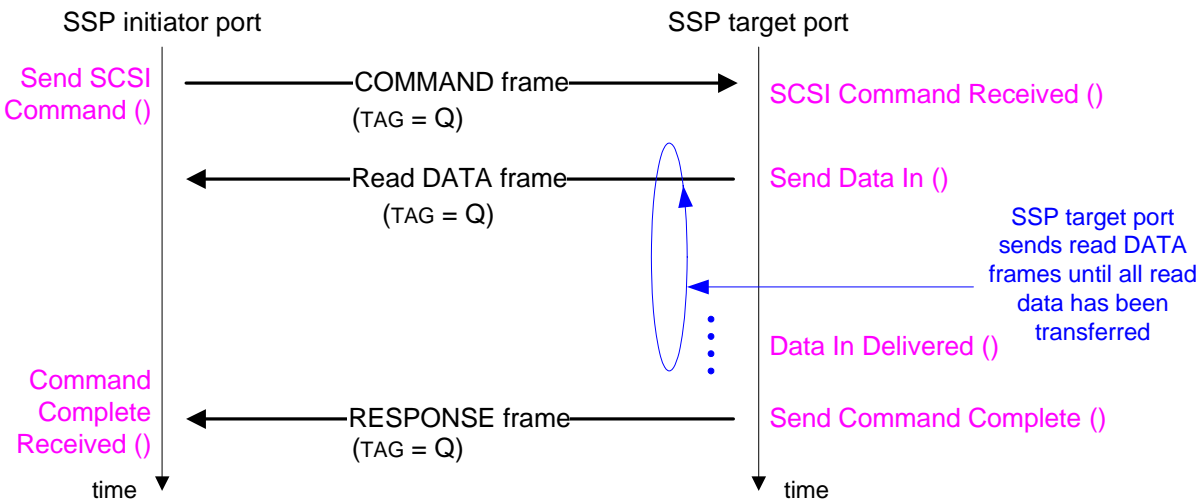 SSP initiator port
SSP target port
Send SCSI
Command ()
COMMAND frame
(TAG = Q)
SCSI Command Received ()
Read DATA frame
(TAG = Q)
Send Data In ()
SSP target port
sends read DATA
frames until all read
data has been
transferred
Data In Delivered ()
Command
Complete
Received ()
RESPONSE frame
(TAG = Q)
Send Command Complete ()
time
time